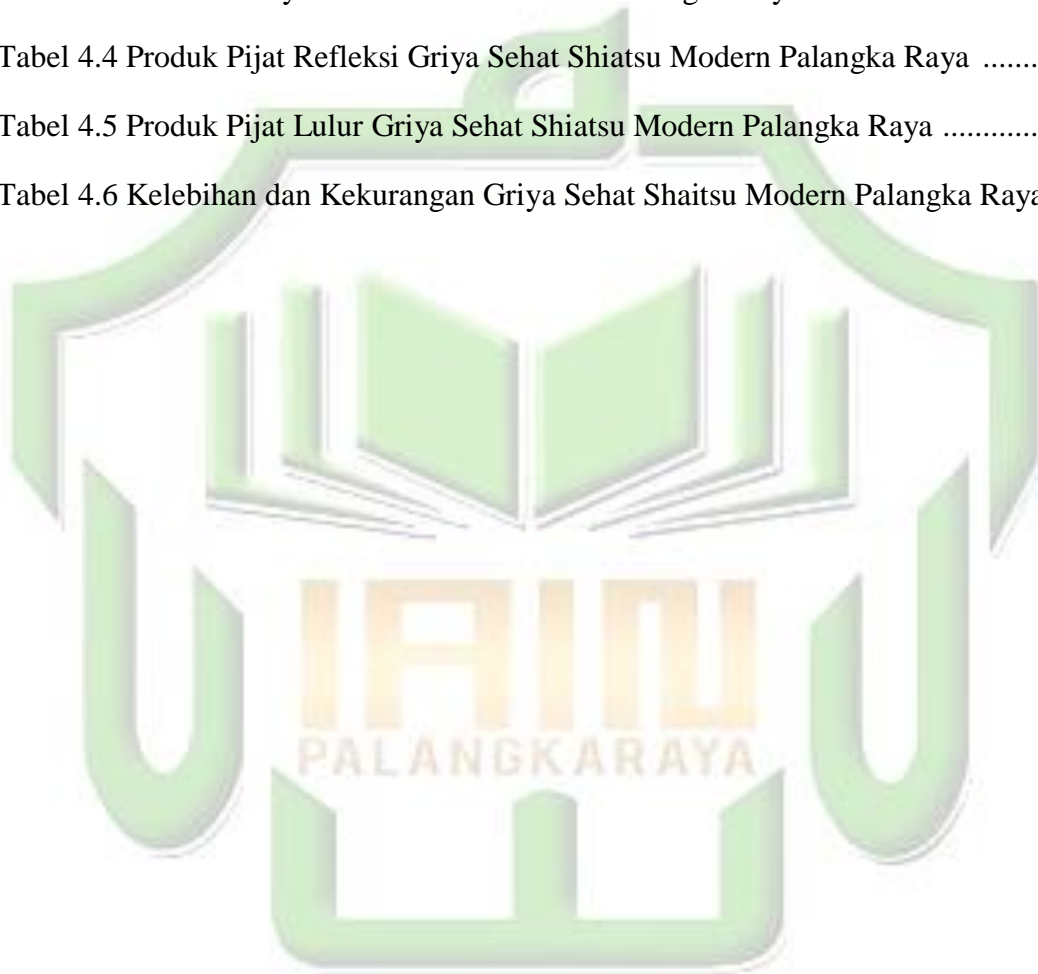 Tabel 4.4 Produk Pijat Refleksi Griya Sehat Shiatsu Modern Palangka Raya .......
Tabel 4.5 Produk Pijat Lulur Griya Sehat Shiatsu Modern Palangka Raya ............
Tabel 4.6 Kelebihan dan Kekurangan Griya Sehat Shaitsu Modern Palangka Raya
IAIN
PALANGKARAYA